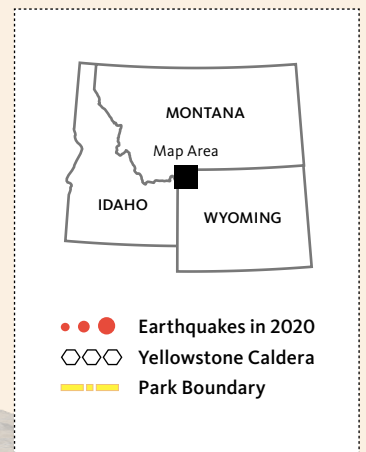 MONTANA
Map Area
IDAHO
WYOMING
Earthquakes in 2020
Yellowstone Caldera
Park Boundary